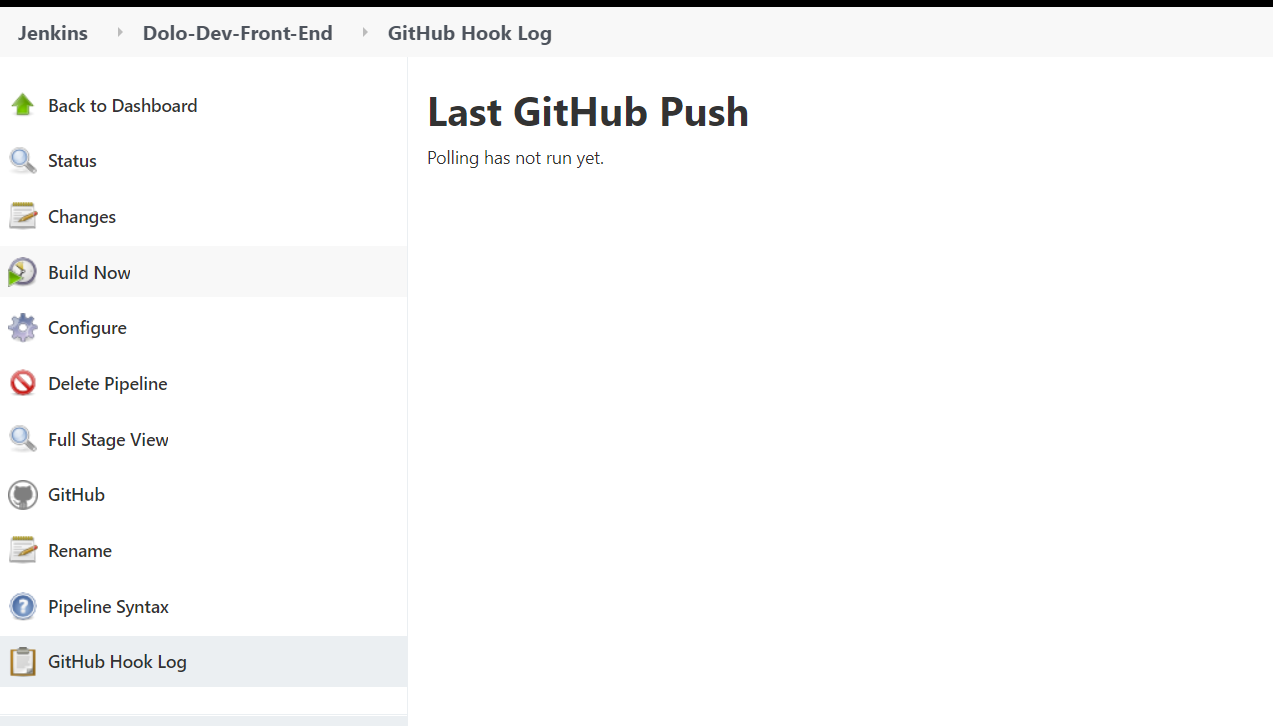 Jenkins Dolo-Dev-Front-End GitHub Hook Log
Back to Dashboard
Status
Changes
Build Now
Configure
Delete Pipeline
Full Stage View
GitHub
Rename
Pipeline Syntax
GitHub Hook Log
Last GitHub Push
Polling has not run yet.